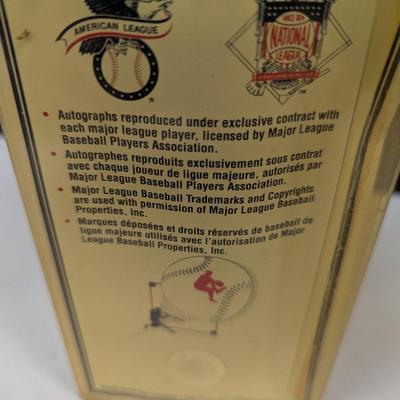 AMERICAN LEAGUE
®
NATIONAL
LEAGUE
TM
• Autographs reproduced under exclusive contract with
each major league player, licensed by Major League
Baseball Players Association.
• Autographes reproduits exclusivement sous contrat
avec chaque joueur de ligue majeure, autorisés par
Major League Baseball Players Association.
• Major League Baseball Trademarks and Copyrights
are used with permission of Major League Baseball
Properties, Inc.
• Marques déposées et droits réservés de baseball de
ligue majeure utilisés avec l'autorisation de Major
League Baseball Properties, Inc.